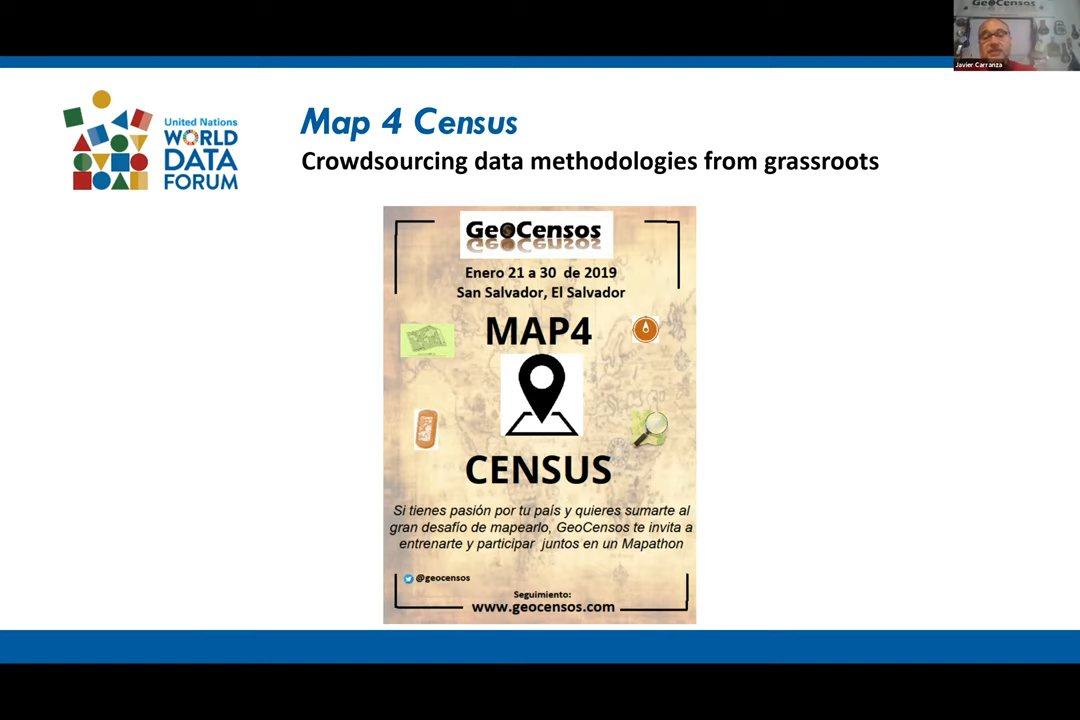 GeoCensos
Javier Carranza
United Nations
WORLD
DATA
FORUM
Map 4 Census
Crowdsourcing data methodologies from grassroots
GeoCensos
Enero 21 a 30 de 2019
San Salvador, El Salvador
MAP4
CENSUS
Si tienes pasión por tu país y quieres sumarte al
gran desafío de mapearlo, GeoCensos te invita a
entrenarte y participar juntos en un Mapathon
@geocensos
Seguimiento:
www.geocensos.com